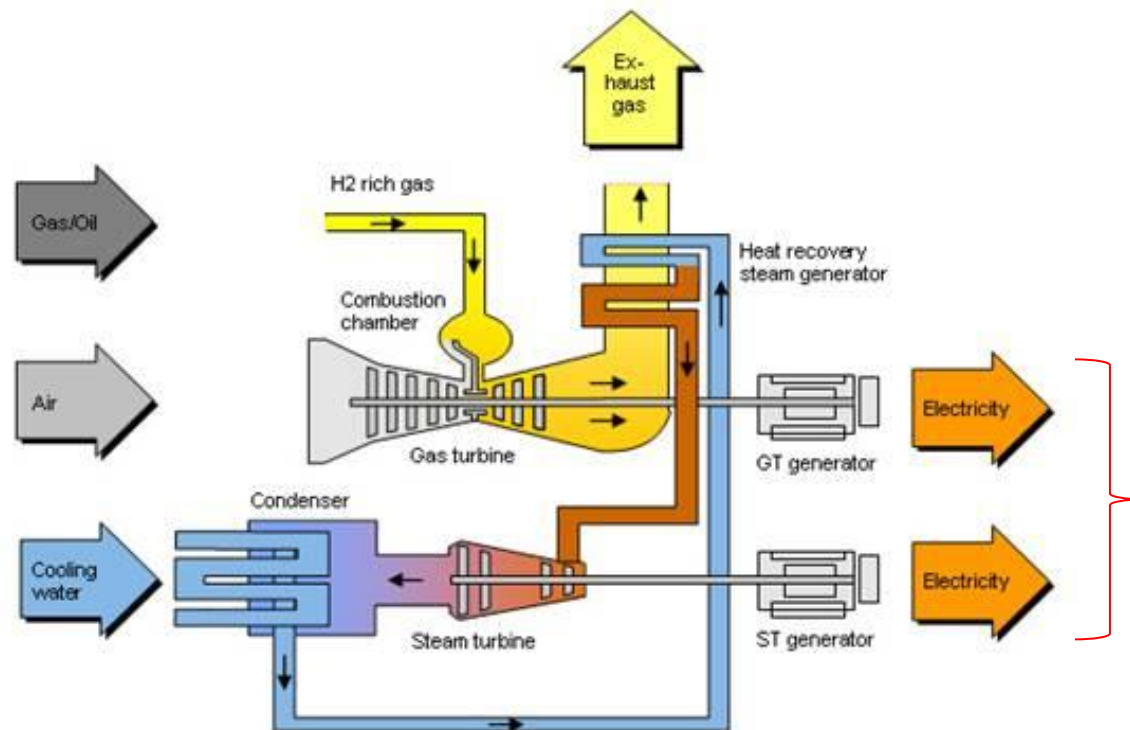 Ex-
haust
gas
H2 rich gas
Gas/Oil
Heat recovery
steam generator
Combustion
chamber
Air
Electricity
Gas turbine
GT generator
Condenser
Cooling
water
Electricity
Steam turbine
ST generator